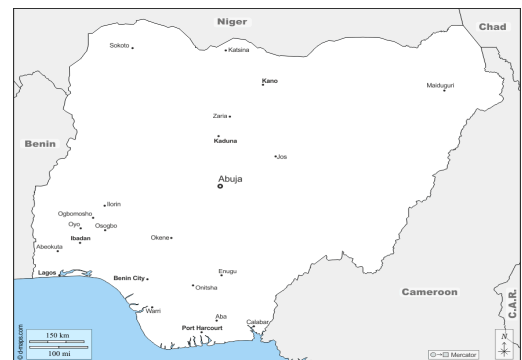 Niger
Chad
Sokoto
Katsina
Kano
Maiduguri
Zaria
Kaduna
Benin
Jos
Abuja
Ilorin
Ogbomosho
Oyo
Osogbo
Okene
Ibadan
Abeokuta
Lagos
Benin City
Enugu
Onitsha
Cameroon
C.A.R.
Warri
Aba
Calabar
Port Harcourt
150 km
100 mi
N
Mercator
© d-maps.com